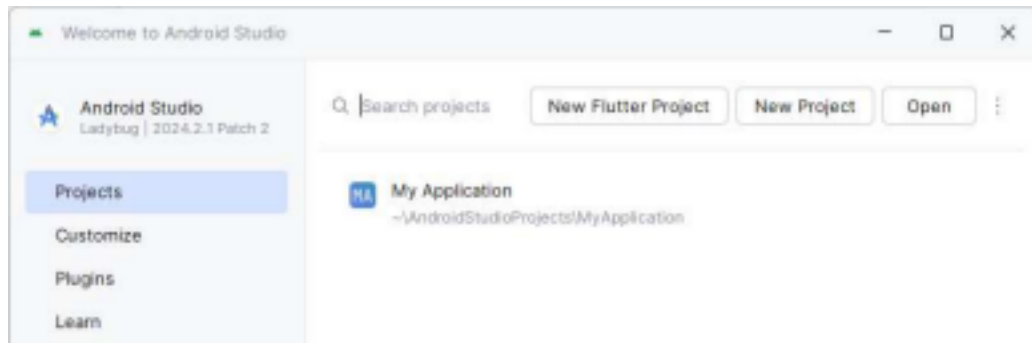 Welcome to Android Studio
Android Studio
Ladybug | 2024.2.1 Patch 2
Projects
Customize
Plugins
Learn
Search projects
New Flutter Project
New Project
Open
MA
My Application
~\AndroidStudioProjects\MyApplication